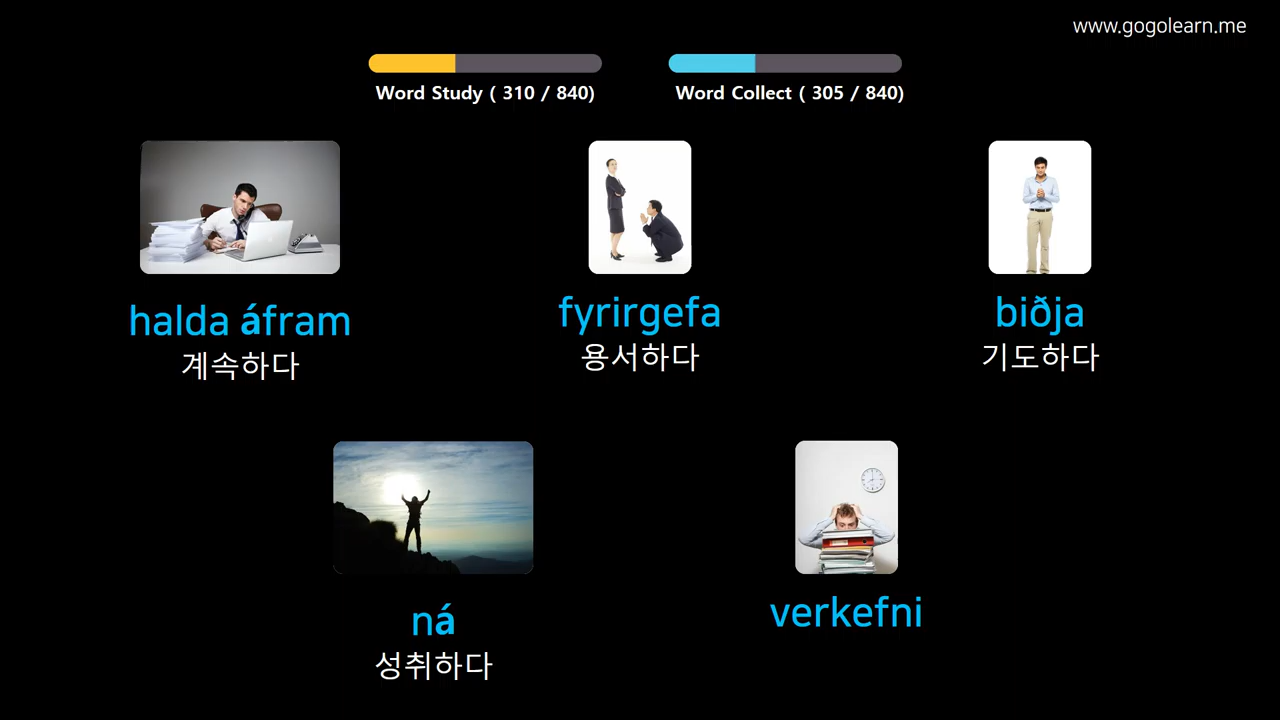 www.gogolearn.me
Word Study ( 310 / 840)
Word Collect ( 305 / 840)
halda áfram
계속하다
fyrirgefa
용서하다
biðja
기도하다
ná
성취하다
verkefni